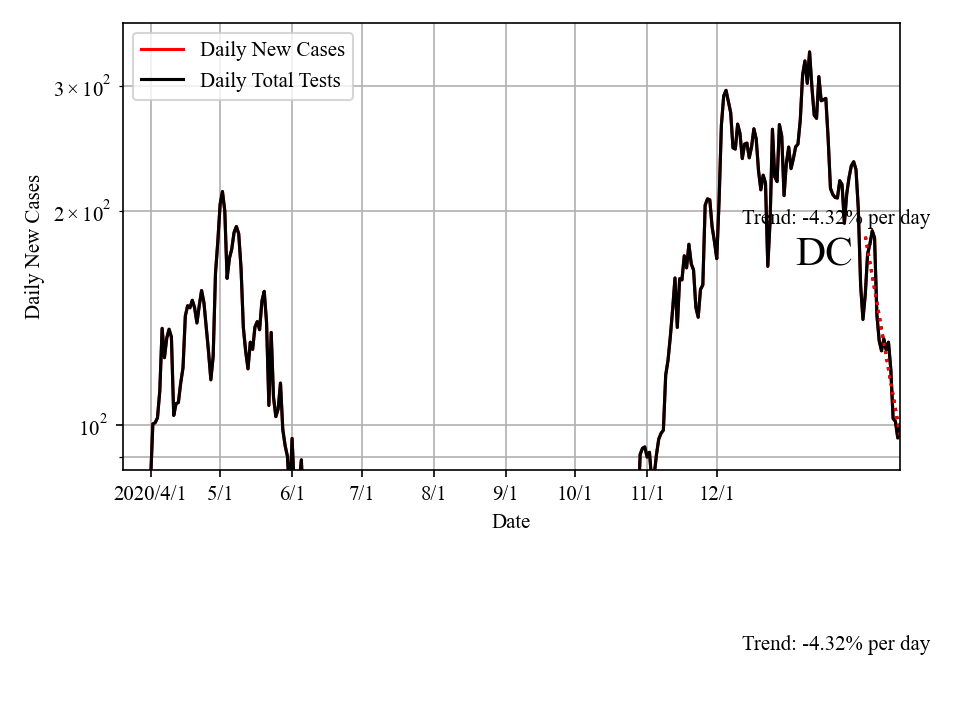 Daily New Cases
Daily Total Tests
3 × 10²
2 × 10²
10²
Daily New Cases
Trend: -4.32% per day
DC
2020/4/1 5/1 6/1 7/1 8/1 9/1 10/1 11/1 12/1
Date
Trend: -4.32% per day